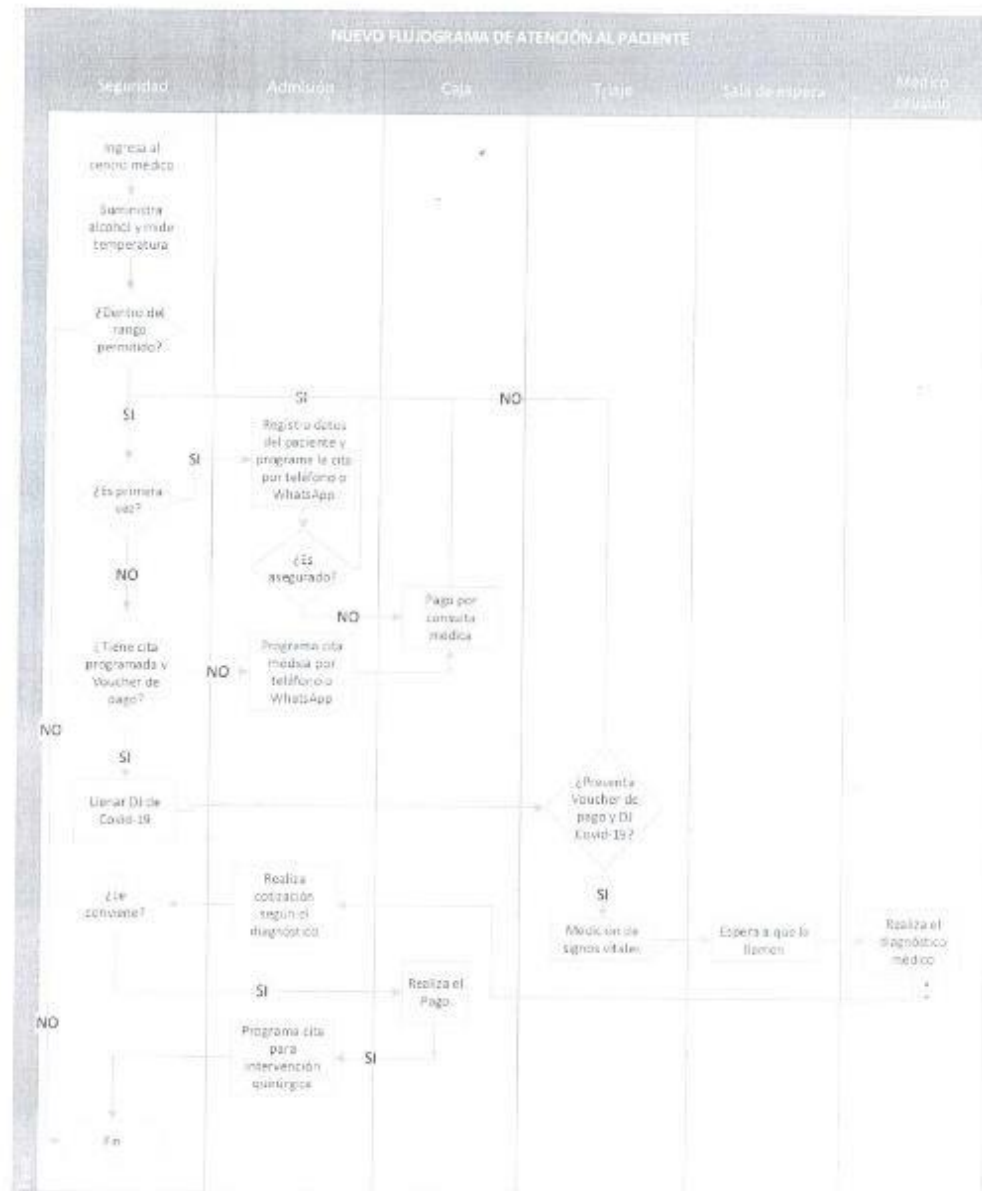 NUEVO FLUJOGRAMA DE ATENCIÓN AL PACIENTE
Seguridad
Admisión
Caja
Triaje
Sala de espera
Médico
cirujano
Ingresa al
centro médico
Suministra
alcohol y mide
temperatura
¿Dentro del
rango
permitido?
SI
SI
NO
Registra datos
del paciente y
programa la cita
por teléfono o
WhatsApp
SI
¿Es primera
vez?
¿Es
asegurado?
NO
NO
Pago por
consulta
médica
¿Tiene cita
programada y
Voucher de
pago?
NO
Programa cita
por
teléfono o
WhatsApp
NO
SI
Llenar DJ de
Covid-19
¿Presenta
Voucher de
pago y DJ
Covid-19?
¿Le
conviene?
Realiza
cotización
según el
diagnóstico
SI
Medición de
signos vitales
Espera a que lo
llamen
Realiza el
diagnóstico
médico
SI
Realiza el
Pago
NO
Programa cita
para
intervención
quirúrgica
SI
Fin